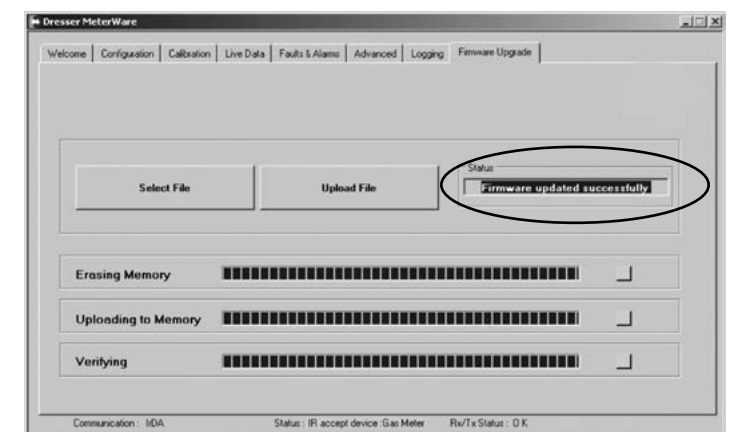 Dresser MeterWare
Welcome Configuration Calibration Live Data Faults & Alarms Advanced Logging Firmware Upgrade
Select File
Upload File
Status
Firmware updated successfully
Erasing Memory
Uploading to Memory
Verifying
Communication : IrDA Status : IR accept device :Gas Meter Rx/Tx Status : O K